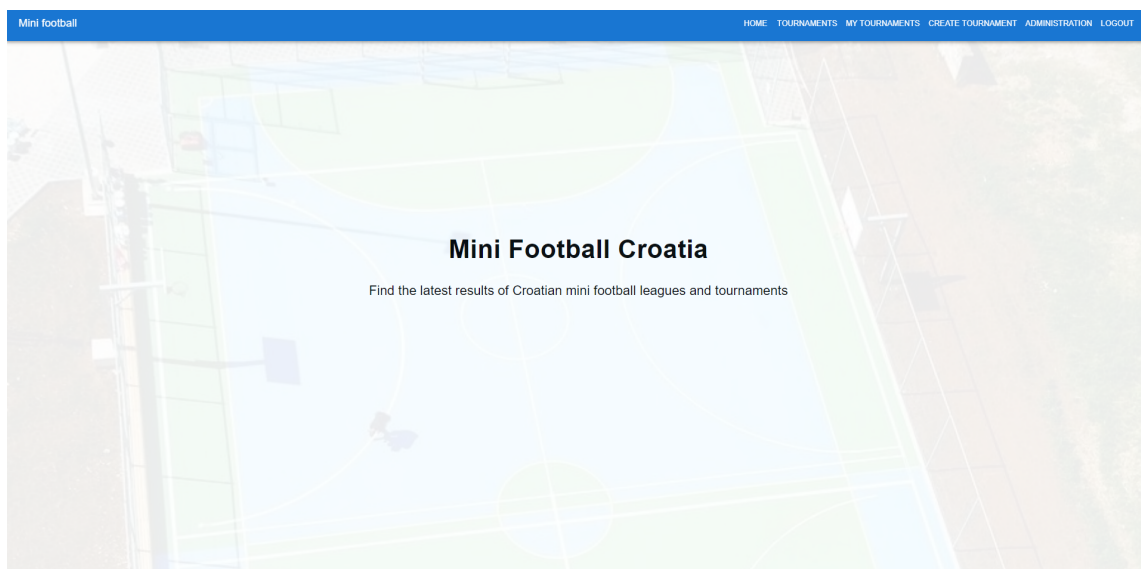 Mini football
HOME TOURNAMENTS MY TOURNAMENTS CREATE TOURNAMENT ADMINISTRATION LOGOUT
Mini Football Croatia
Find the latest results of Croatian mini football leagues and tournaments